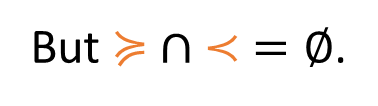 But ≽ ∩ ≺ = ∅.